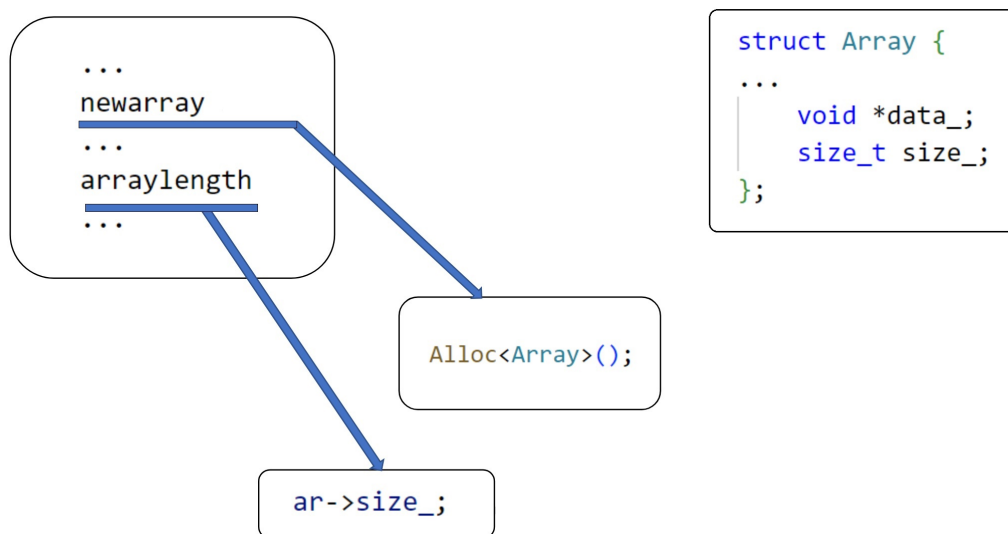 ...
newarray
...
arraylength
...
struct Array {
...
void *data_;
size_t size_;
};
Alloc<Array>();
ar->size_;